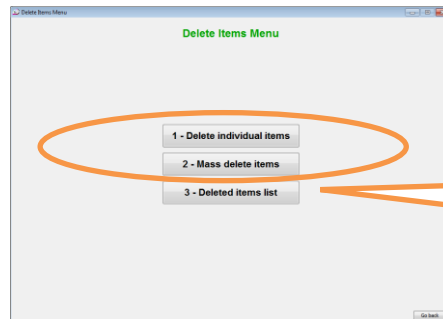 Delete Items Menu
Delete Items Menu
1 - Delete individual items
2 - Mass delete items
3 - Deleted items list
Go back